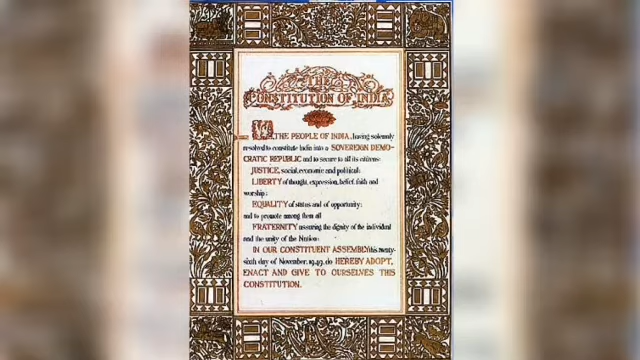 THE
CONSTITUTION OF INDIA
WE, THE PEOPLE OF INDIA, having solemnly
resolved to constitute India into a SOVEREIGN DEMO-
CRATIC REPUBLIC and to secure to all its citizens:
JUSTICE, social, economic and political;
LIBERTY of thought, expression, belief, faith and
worship;
EQUALITY of status and of opportunity;
and to promote among them all
FRATERNITY assuring the dignity of the individual
and the unity of the Nation;
IN OUR CONSTITUENT ASSEMBLY this twenty-
sixth day of November, 1949, do HEREBY ADOPT,
ENACT AND GIVE TO OURSELVES THIS
CONSTITUTION.